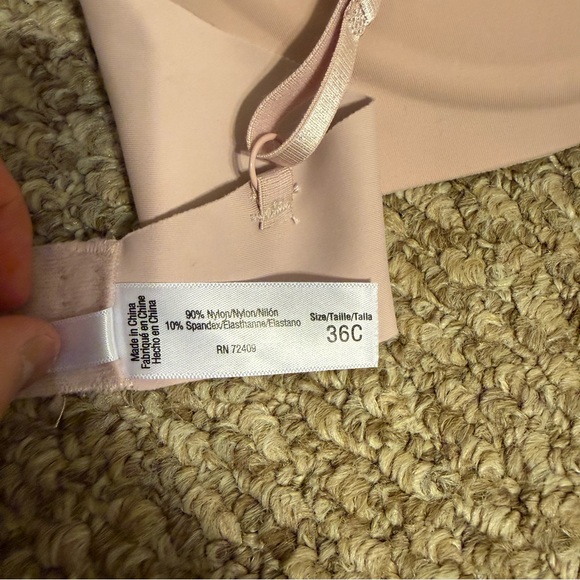 Made in China
Fabriqué en Chine
Hecho en China
90% Nylon/Nylon/Nilón
10% Spandex/Élasthanne/Elastano
RN 72409
Size/Taille/Talla
36C